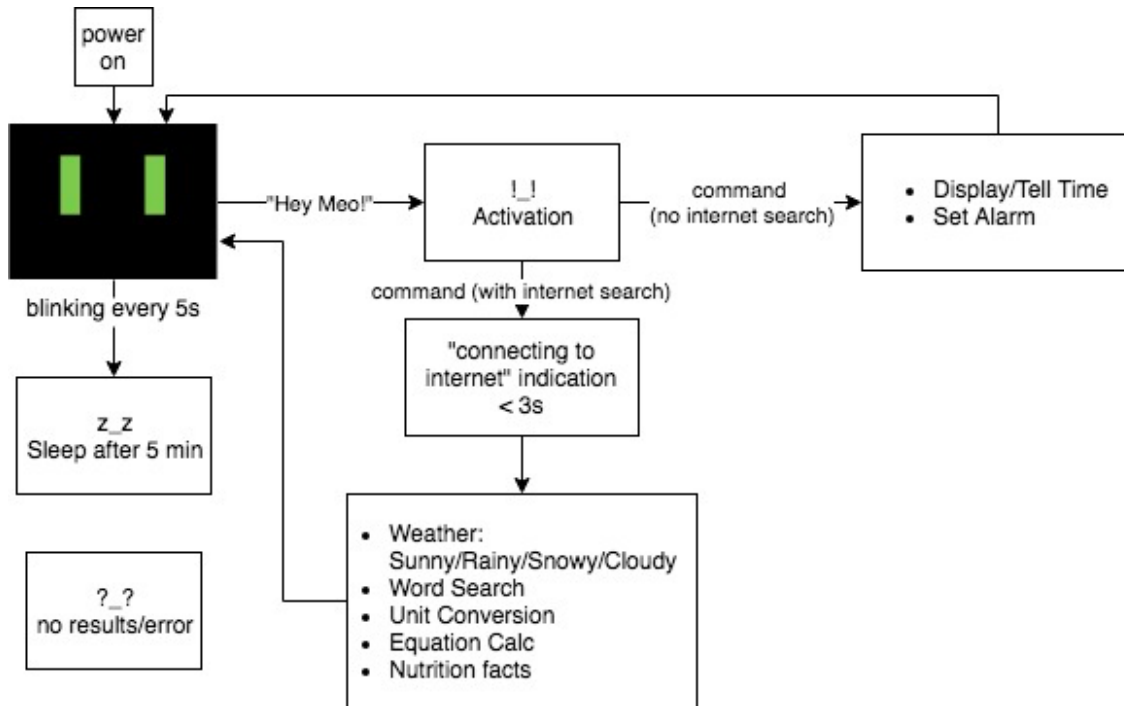 power
on
"Hey Meo!"
!_!
Activation
command
(no internet search)
• Display/Tell Time
• Set Alarm
blinking every 5s
command (with internet search)
"connecting to
internet" indication
< 3s
z_z
Sleep after 5 min
• Weather:
Sunny/Rainy/Snowy/Cloudy
• Word Search
• Unit Conversion
• Equation Calc
• Nutrition facts
?_?
no results/error